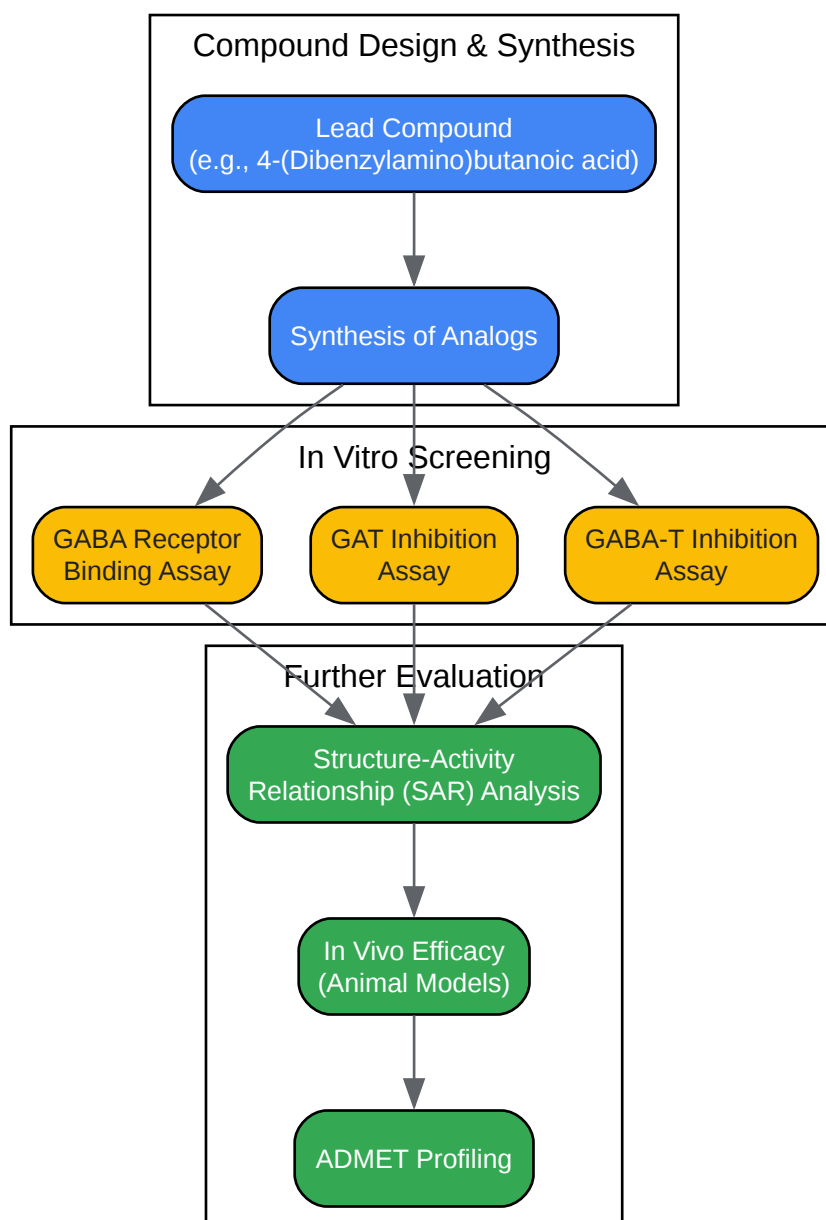 Compound Design & Synthesis
Lead Compound
(e.g., 4-(Dibenzylamino)butanoic acid)
Synthesis of Analogs
In Vitro Screening
GABA Receptor
Binding Assay
GAT Inhibition
Assay
GABA-T Inhibition
Assay
Further Evaluation
Structure-Activity
Relationship (SAR) Analysis
In Vivo Efficacy
(Animal Models)
ADMET Profiling